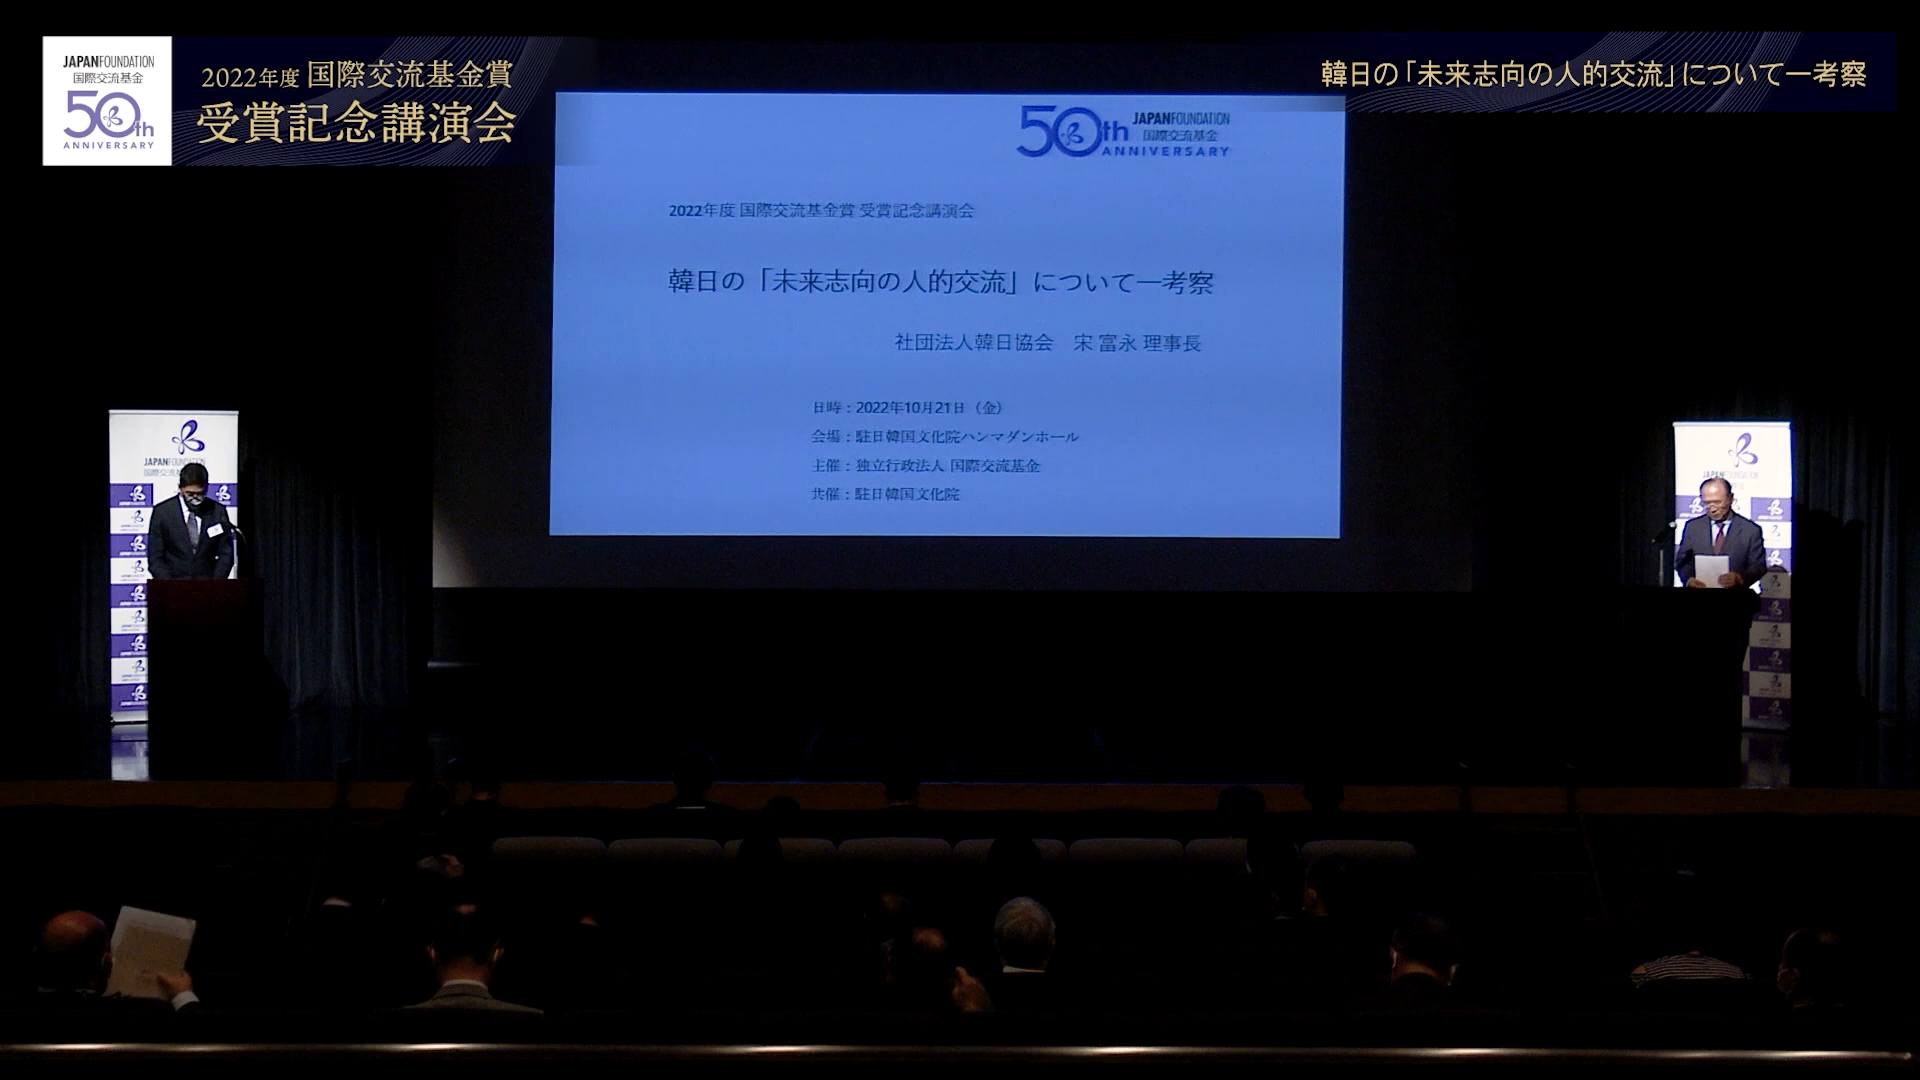 JAPANFOUNDATION
国際交流基金
50th
ANNIVERSARY
2022年度 国際交流基金賞
受賞記念講演会
韓日の「未来志向の人的交流」について一考察
50th
JAPANFOUNDATION
国際交流基金
ANNIVERSARY
2022年度 国際交流基金賞 受賞記念講演会
韓日の「未来志向の人的交流」について一考察
社団法人韓日協会　宋 富永 理事長
日時：2022年10月21日（金）
会場：駐日韓国文化院ハンマダンホール
主催：独立行政法人 国際交流基金
共催：駐日韓国文化院
JAPANFOUNDATION
JAPANFOUNDATION